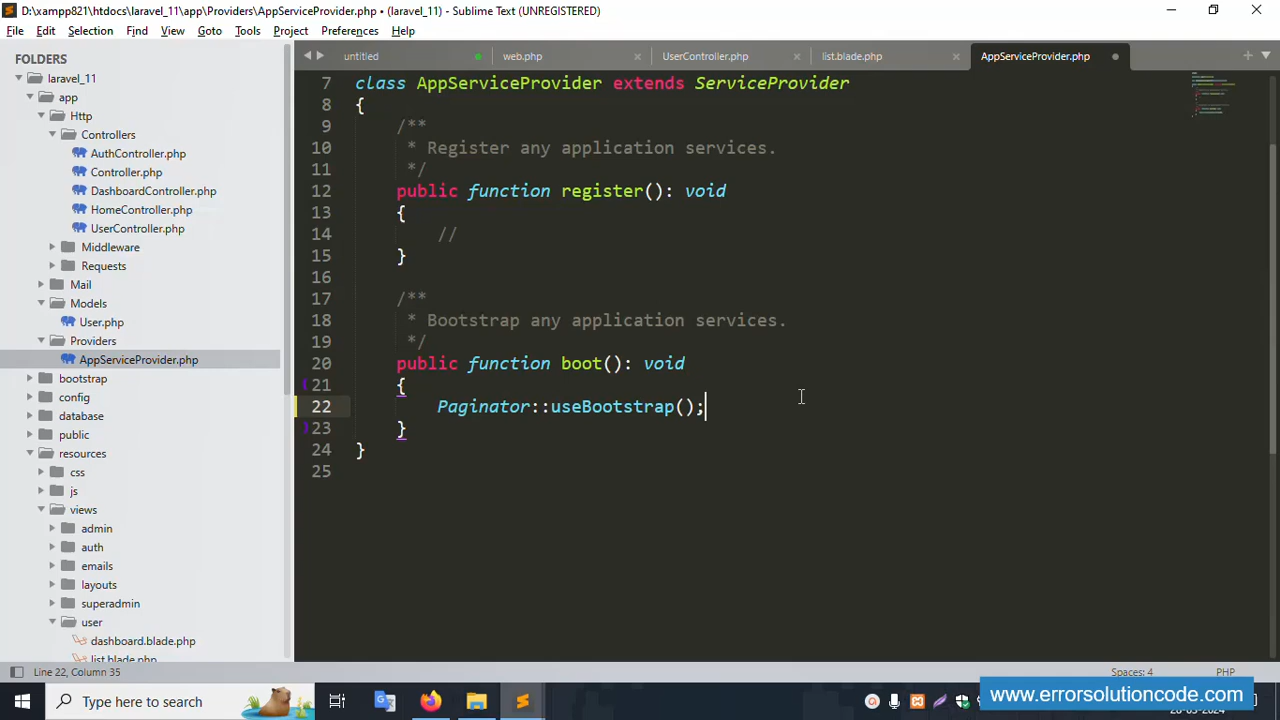 D:\xampp821\htdocs\laravel_11\app\Providers\AppServiceProvider.php • (laravel_11) - Sublime Text (UNREGISTERED)
File Edit Selection Find View Goto Tools Project Preferences Help
FOLDERS
laravel_11
app
Http
Controllers
AuthController.php
Controller.php
DashboardController.php
HomeController.php
UserController.php
Middleware
Requests
Mail
Models
User.php
Providers
AppServiceProvider.php
bootstrap
config
database
public
resources
css
js
views
admin
auth
emails
layouts
superadmin
user
dashboard.blade.php
list.blade.php
untitled web.php UserController.php list.blade.php AppServiceProvider.php
7 class AppServiceProvider extends ServiceProvider
8 {
9 /**
10 * Register any application services.
11 */
12 public function register(): void
13 {
14 //
15 }
16
17 /**
18 * Bootstrap any application services.
19 */
20 public function boot(): void
21 {
22 Paginator::useBootstrap();
23 }
24 }
25
Line 22, Column 35 Spaces: 4 PHP
Type here to search
www.errorsolutioncode.com